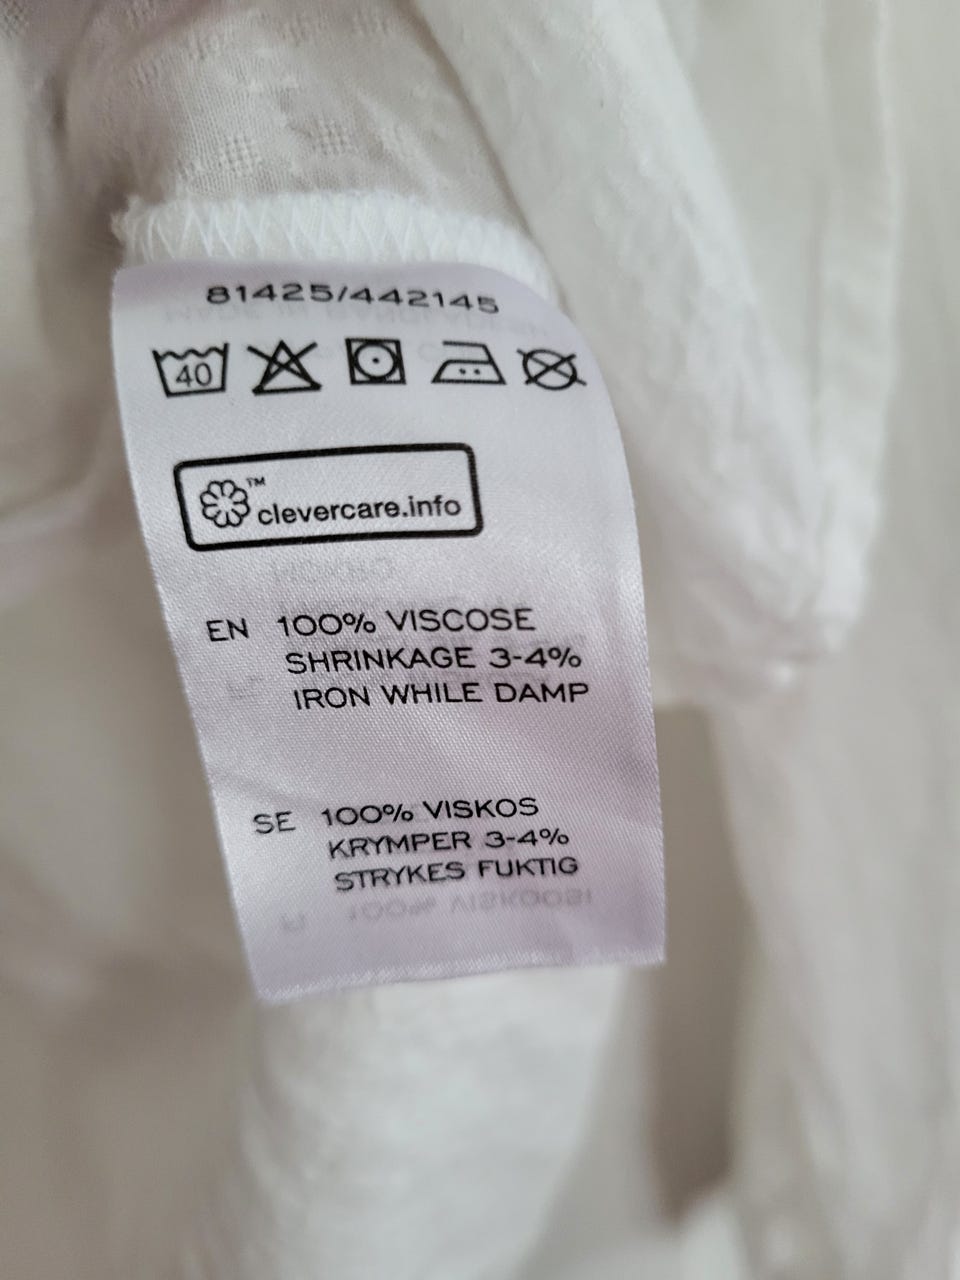 81425/442145
40
™
clevercare.info
EN 100% VISCOSE
SHRINKAGE 3-4%
IRON WHILE DAMP
SE 100% VISKOS
KRYMPER 3-4%
STRYKES FUKTIG